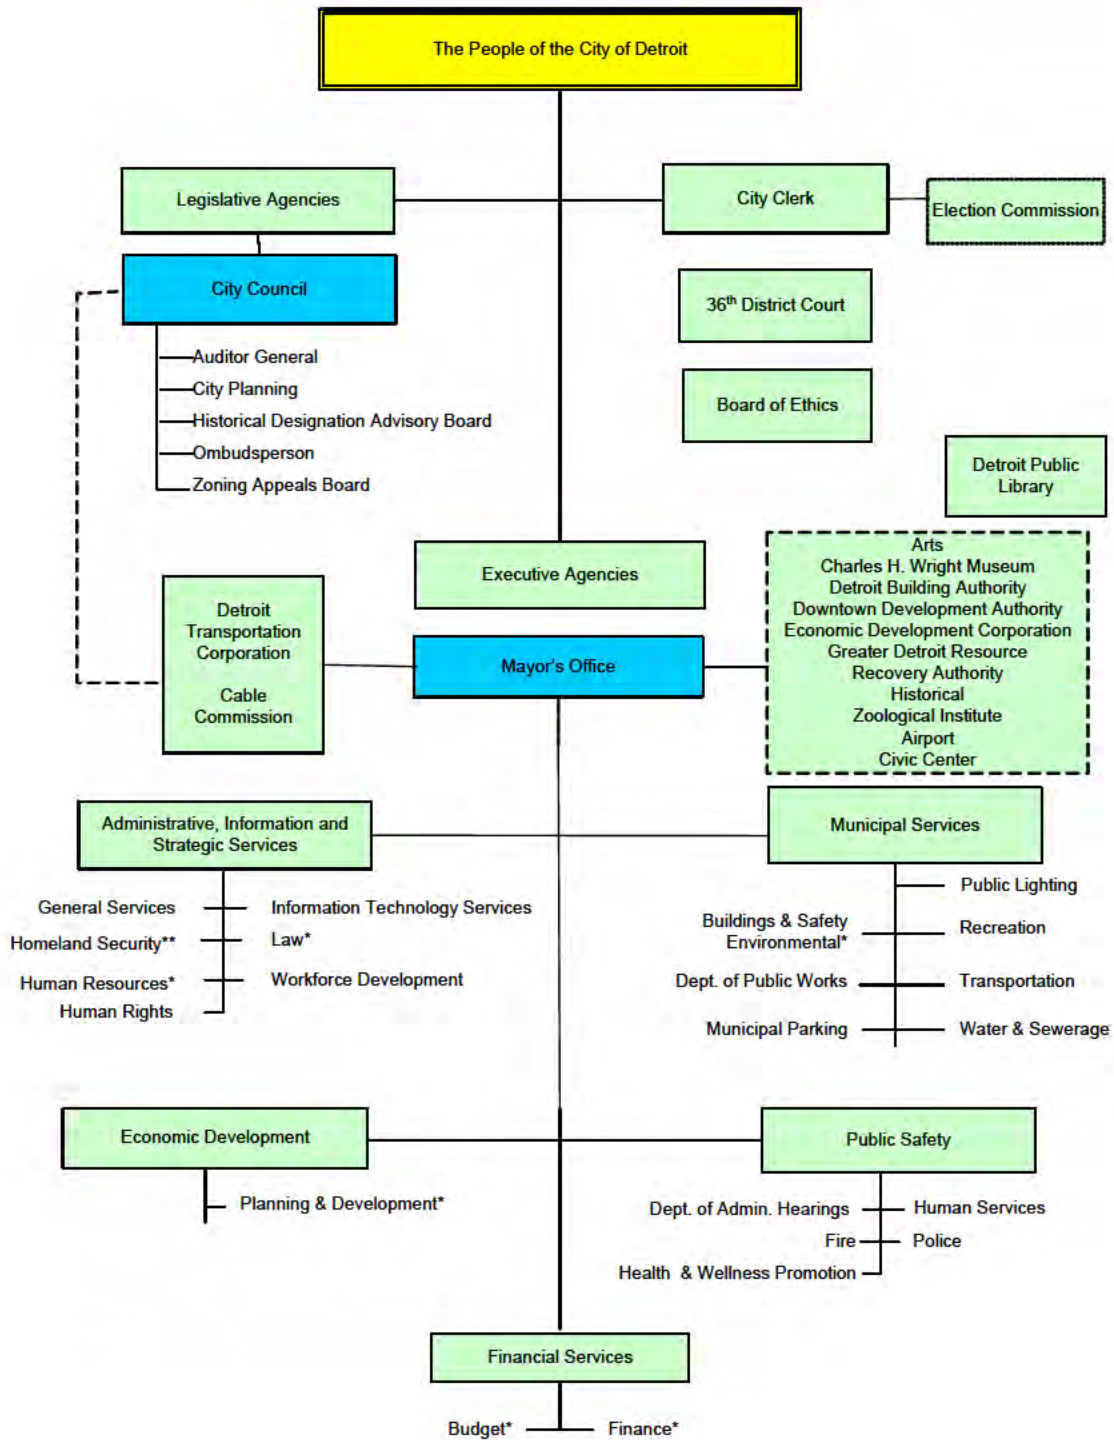 The People of the City of Detroit
Legislative Agencies
City Clerk
Election Commission
City Council
36th District Court
Auditor General
City Planning
Historical Designation Advisory Board
Ombudsperson
Zoning Appeals Board
Board of Ethics
Detroit Public
Library
Executive Agencies
Detroit
Transportation
Corporation
Cable
Commission
Mayor's Office
Arts
Charles H. Wright Museum
Detroit Building Authority
Downtown Development Authority
Economic Development Corporation
Greater Detroit Resource
Recovery Authority
Historical
Zoological Institute
Airport
Civic Center
Administrative, Information and
Strategic Services
General Services
Information Technology Services
Homeland Security**
Law*
Human Resources*
Workforce Development
Human Rights
Municipal Services
Public Lighting
Buildings & Safety
Environmental*
Recreation
Dept. of Public Works
Transportation
Municipal Parking
Water & Sewerage
Economic Development
Planning & Development*
Public Safety
Dept. of Admin. Hearings
Human Services
Fire
Police
Health & Wellness Promotion
Financial Services
Budget*
Finance*